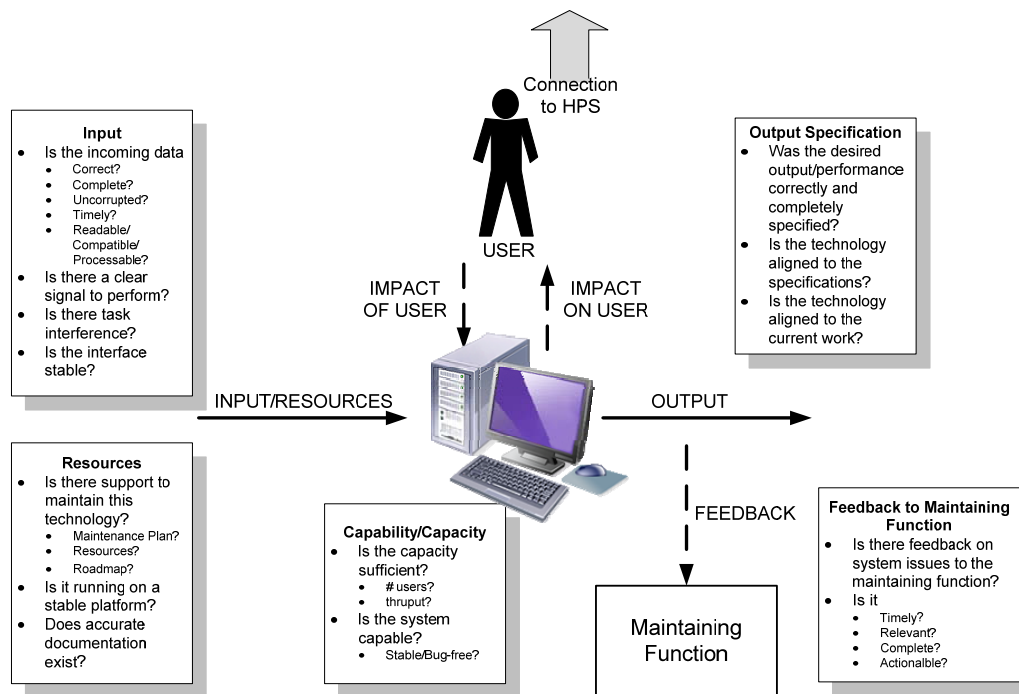 Connection
to HPS
Input
• Is the incoming data
• Correct?
• Complete?
• Uncorrupted?
• Timely?
• Readable/
Compatible/
Processable?
• Is there a clear
signal to perform?
• Is there task
interference?
• Is the interface
stable?
USER
IMPACT
OF USER
IMPACT
ON USER
Output Specification
• Was the desired
output/performance
correctly and
completely
specified?
• Is the technology
aligned to the
specifications?
• Is the technology
aligned to the
current work?
INPUT/RESOURCES
OUTPUT
Resources
• Is there support to
maintain this
technology?
• Maintenance Plan?
• Resources?
• Roadmap?
• Is it running on a
stable platform?
• Does accurate
documentation
exist?
Capability/Capacity
• Is the capacity
sufficient?
• # users?
• thruput?
• Is the system
capable?
• Stable/Bug-free?
FEEDBACK
Maintaining
Function
Feedback to Maintaining
Function
• Is there feedback on
system issues to the
maintaining function?
• Is it
• Timely?
• Relevant?
• Complete?
• Actionalble?